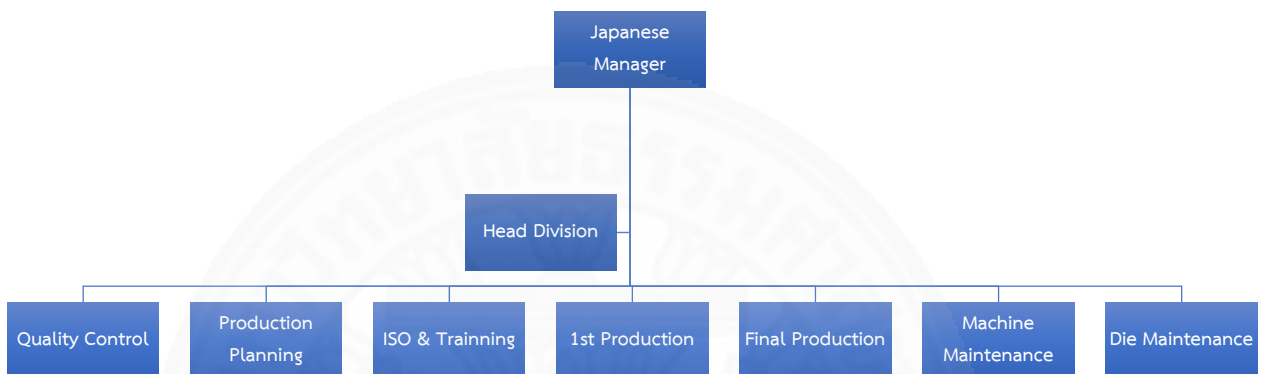 Japanese
Manager
Head Division
Quality Control
Production
Planning
ISO & Trainning
1st Production
Final Production
Machine
Maintenance
Die Maintenance